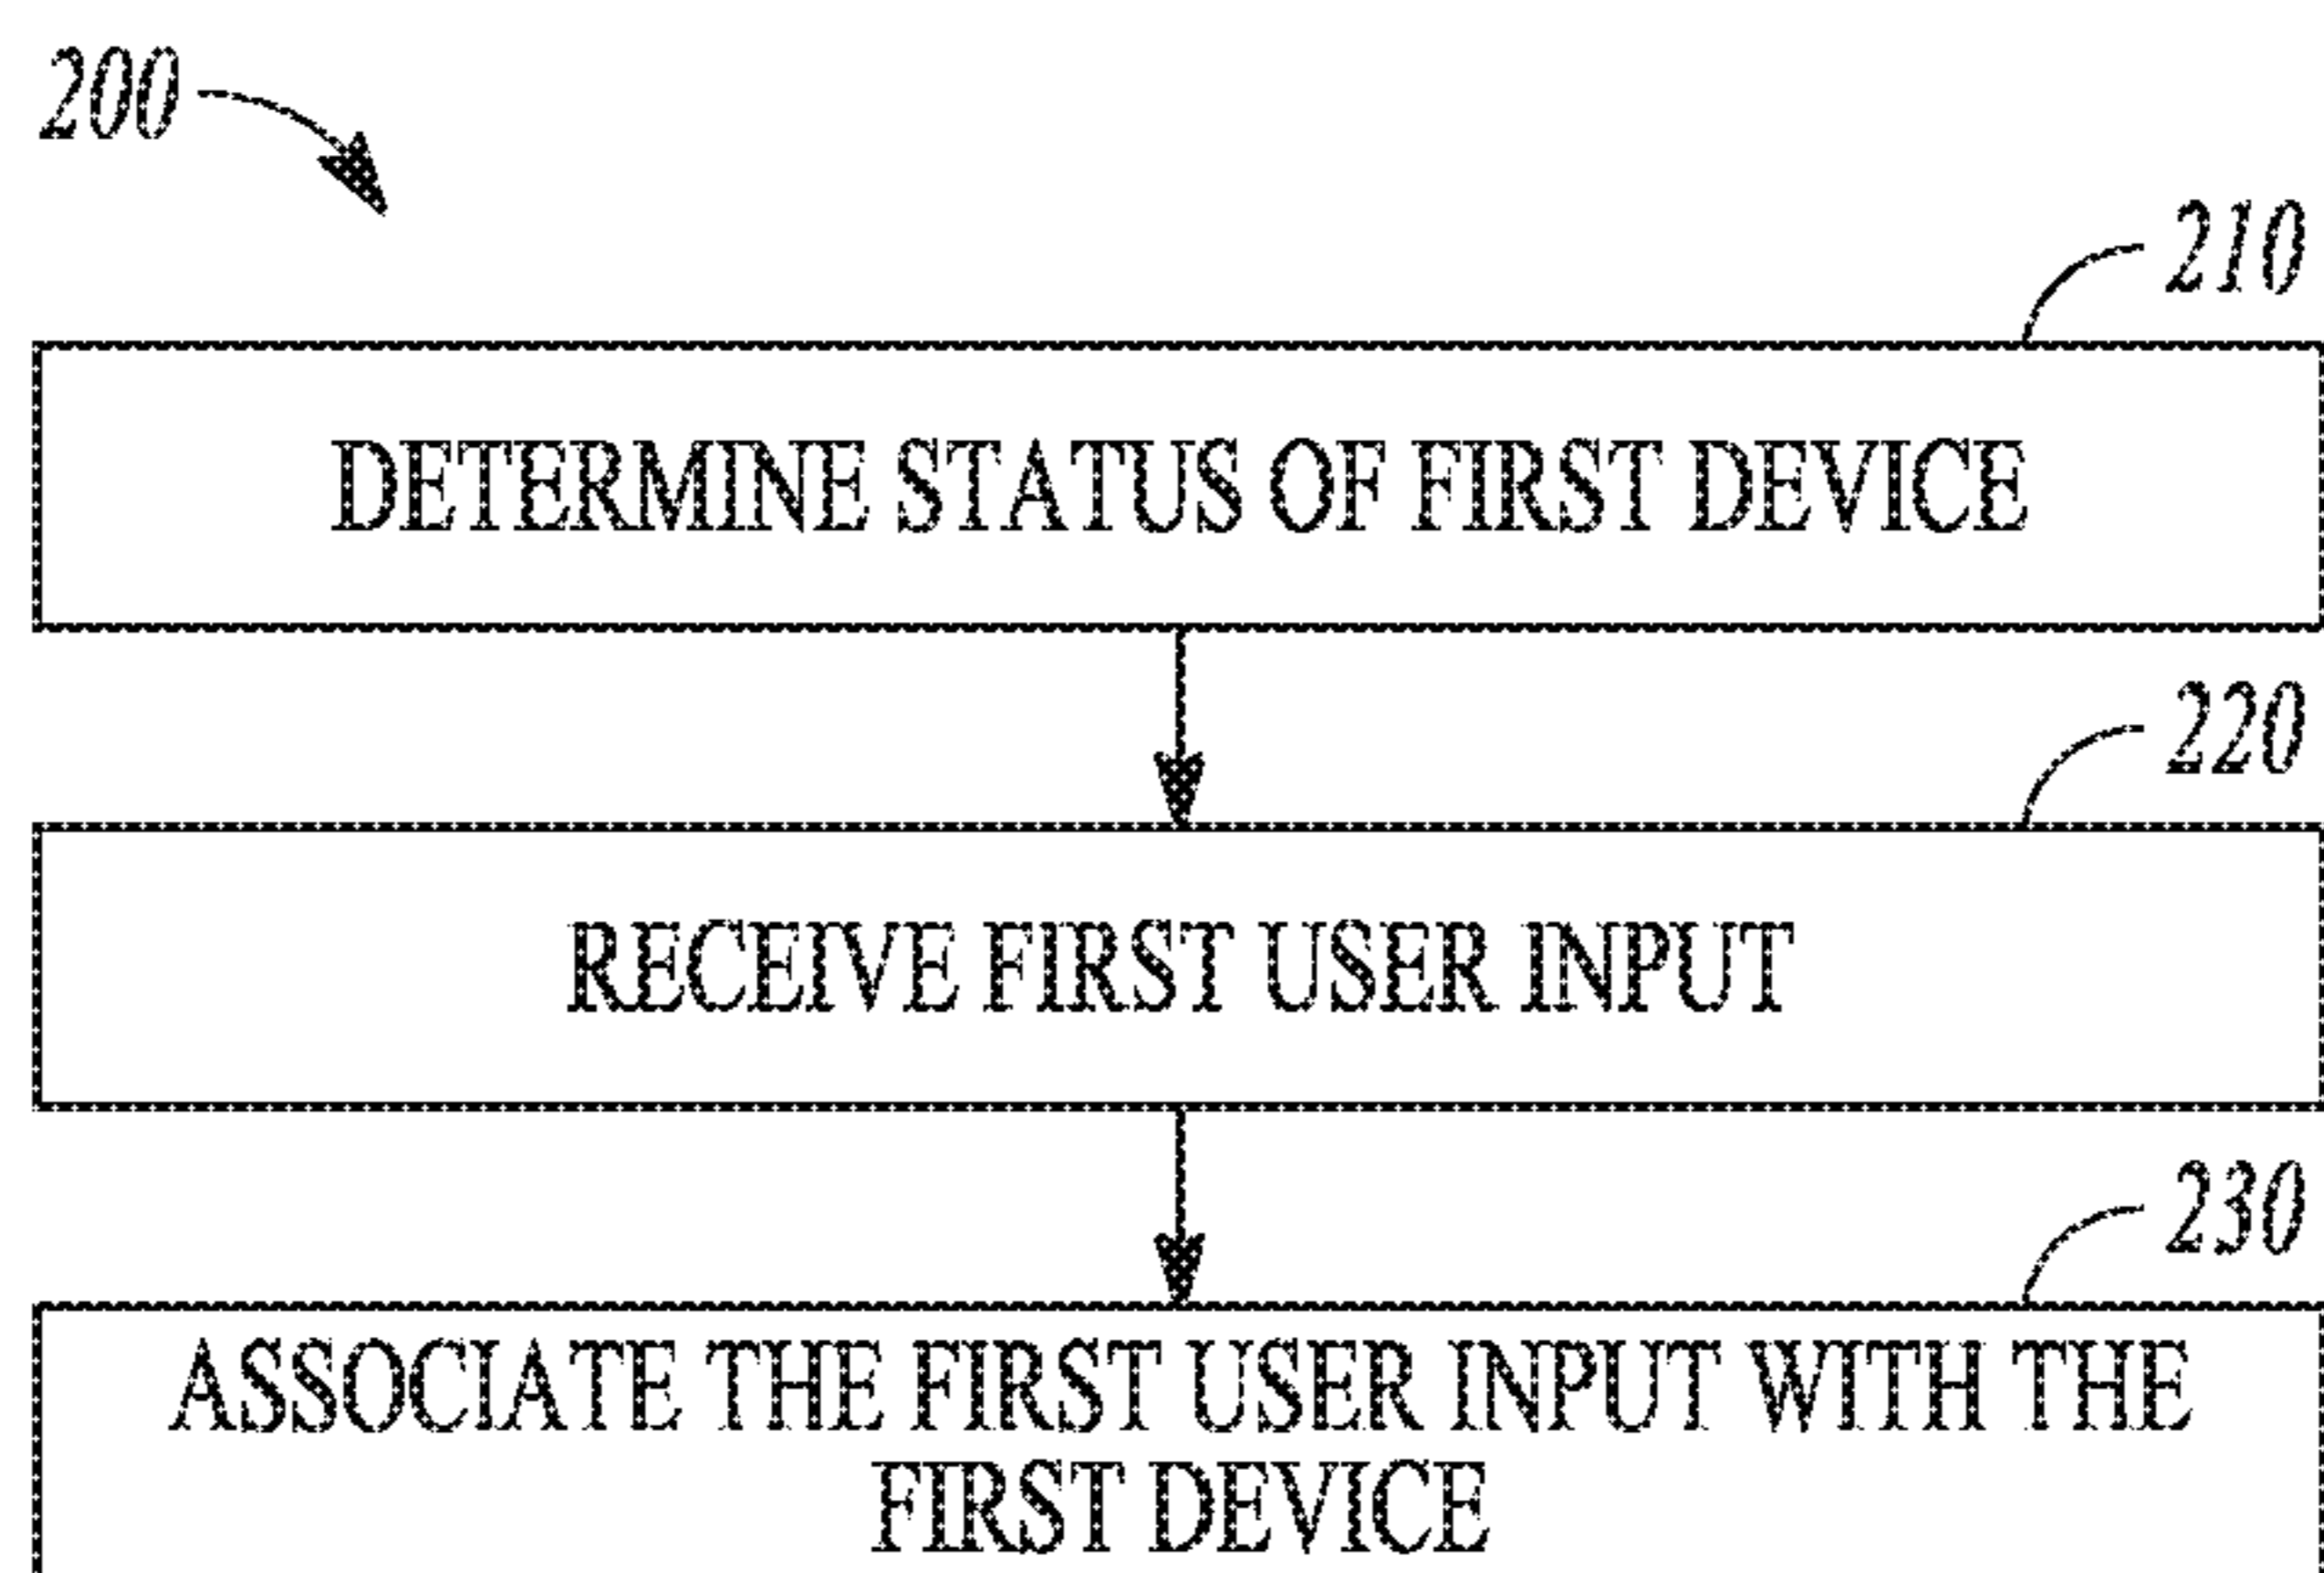 200
210
DETERMINE STATUS OF FIRST DEVICE
220
RECEIVE FIRST USER INPUT
230
ASSOCIATE THE FIRST USER INPUT WITH THE
FIRST DEVICE